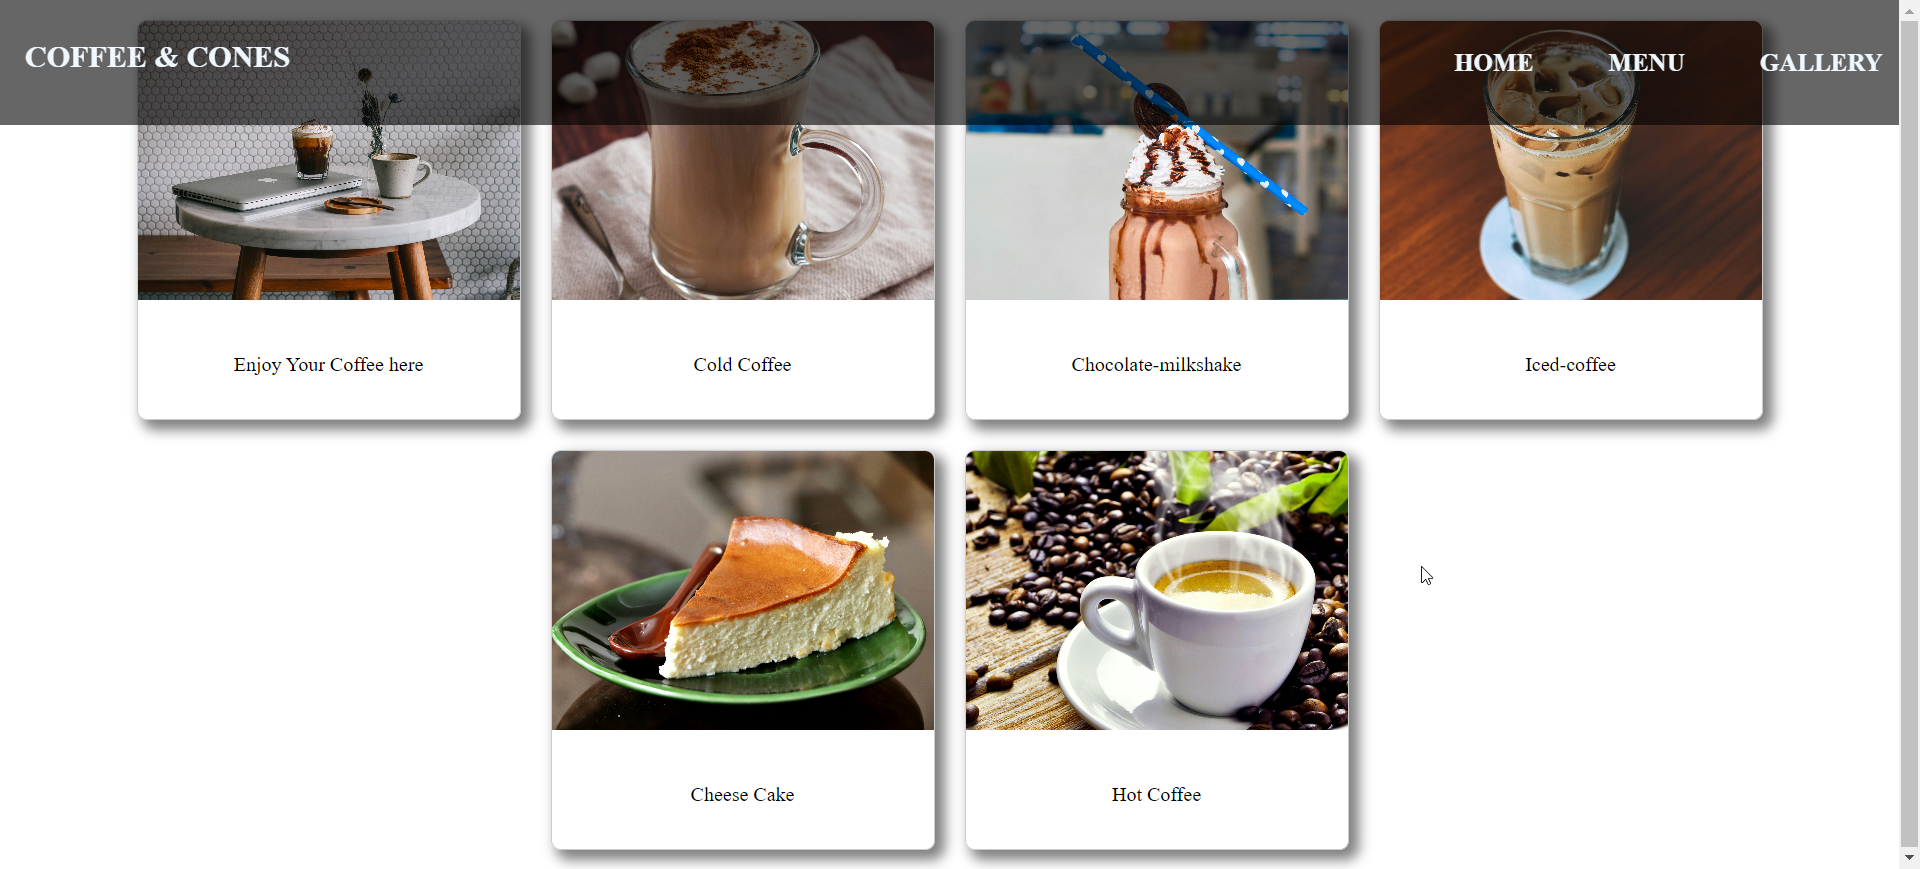 COFFEE & CONES
HOME MENU GALLERY
Enjoy Your Coffee here
Cold Coffee
Chocolate-milkshake
Iced-coffee
Cheese Cake
Hot Coffee